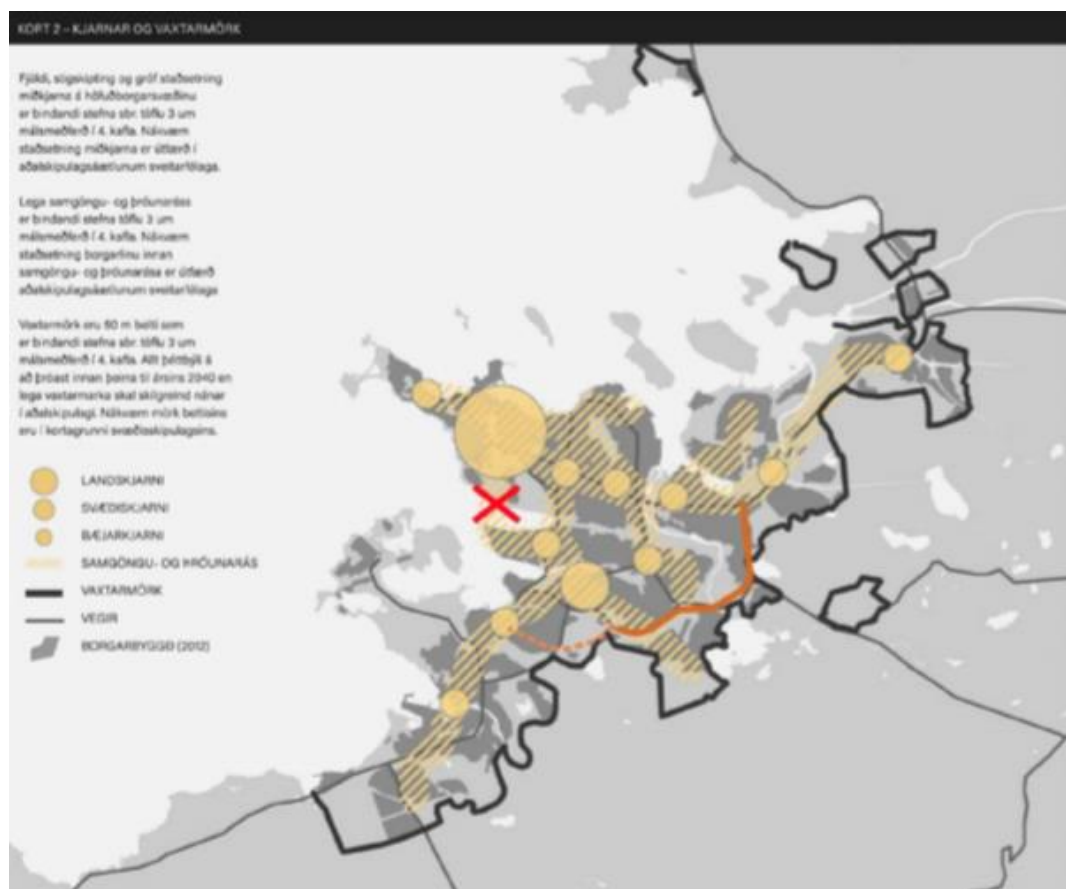 KORT 2 – KJARNAR OG VAXTARMÖRK
Fjöldi, stigskipting og gróf staðsetning
miðkjarna á höfuðborgarsvæðinu
er bindandi stefna sbr. töflu 3 um
málsmeðferð í 4. kafla. Nákvæm
staðsetning miðkjarna er útfærð í
aðalskipulagsáætlunum sveitarfélaga.
Lega samgöngu- og þróunarása
er bindandi stefna töflu 3 um
málsmeðferð í 4. kafla. Nákvæm
staðsetning borgarlínu innan
samgöngu- og þróunarása er útfærð
aðalskipulagsáætlunum sveitarfélaga
Vaxtarmörk eru 50 m belti sem
er bindandi stefna sbr. töflu 3 um
málsmeðferð í 4. kafla. Allt þéttbýli á
að þróast innan þeirra til ársins 2040 en
lega vaxtarmarka skal skilgreind nánar
í aðalskipulagi. Nákvæm mörk beltisins
eru í kortagrunni svæðisskipulagsins.
LANDSKJARNI
SVÆÐISKJARNI
BÆJARKJARNI
SAMGÖNGU- OG ÞRÓUNARÁS
VAXTARMÖRK
VEGIR
BORGARBYGGÐ (2012)